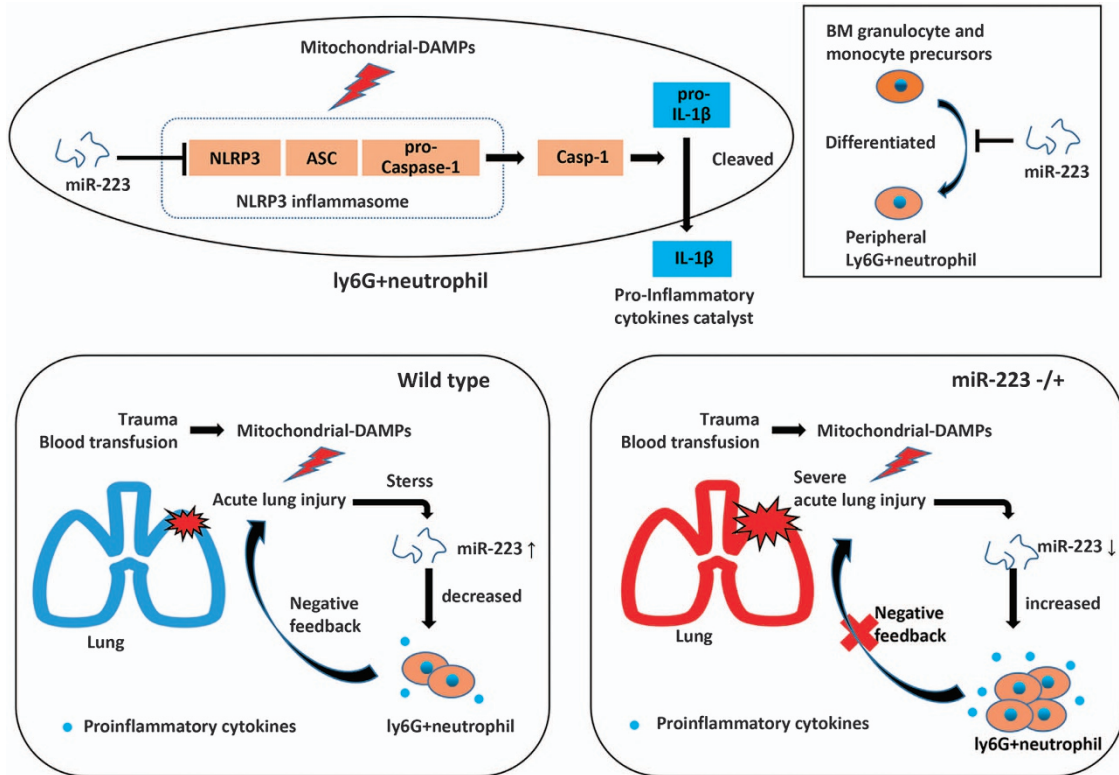 Mitochondrial-DAMPs
miR-223
NLRP3
ASC
pro-
Caspase-1
NLRP3 inflammasome
Casp-1
pro-
IL-1β
Cleaved
IL-1β
Pro-Inflammatory
cytokines catalyst
ly6G+neutrophil
BM granulocyte and
monocyte precursors
Differentiated
miR-223
Peripheral
Ly6G+neutrophil
Wild type
Trauma
Blood transfusion
Mitochondrial-DAMPs
Acute lung injury
Sterss
miR-223 ↑
decreased
Negative
feedback
Lung
ly6G+neutrophil
Proinflammatory cytokines
miR-223 -/+
Trauma
Blood transfusion
Mitochondrial-DAMPs
Severe
acute lung injury
miR-223 ↓
increased
Negative
feedback
Lung
ly6G+neutrophil
Proinflammatory cytokines